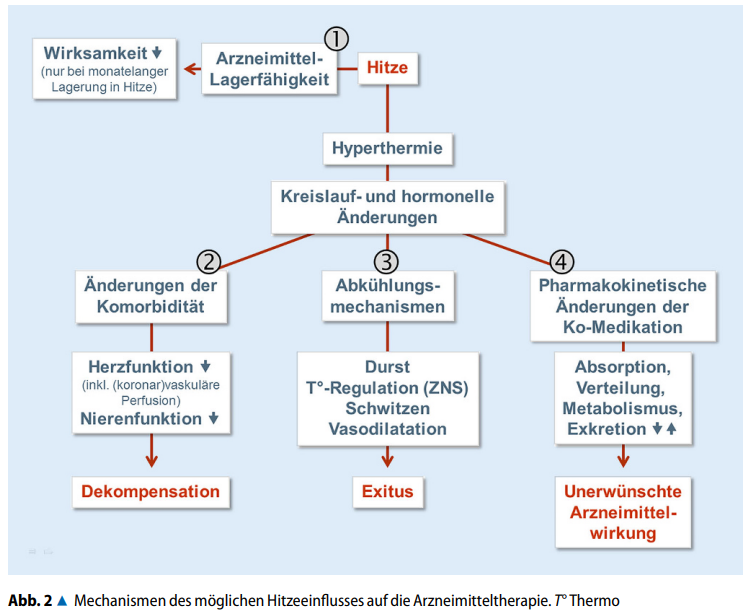 ①
Wirksamkeit ↓
(nur bei monatelanger
Lagerung in Hitze)
Arzneimittel-
Lagerfähigkeit
Hitze
Hyperthermie
Kreislauf- und hormonelle
Änderungen
②
Änderungen der
Komorbidität
Herzfunktion ↓
(inkl. (koronar)vaskuläre
Perfusion)
Nierenfunktion ↓
Dekompensation
③
Abkühlungs-
mechanismen
Durst
T°-Regulation (ZNS)
Schwitzen
Vasodilatation
Exitus
④
Pharmakokinetische
Änderungen der
Ko-Medikation
Absorption,
Verteilung,
Metabolismus,
Exkretion ↓↑
Unerwünschte
Arzneimittel-
wirkung
Abb. 2 ▲ Mechanismen des möglichen Hitzeeinflusses auf die Arzneimitteltherapie. T° Thermo